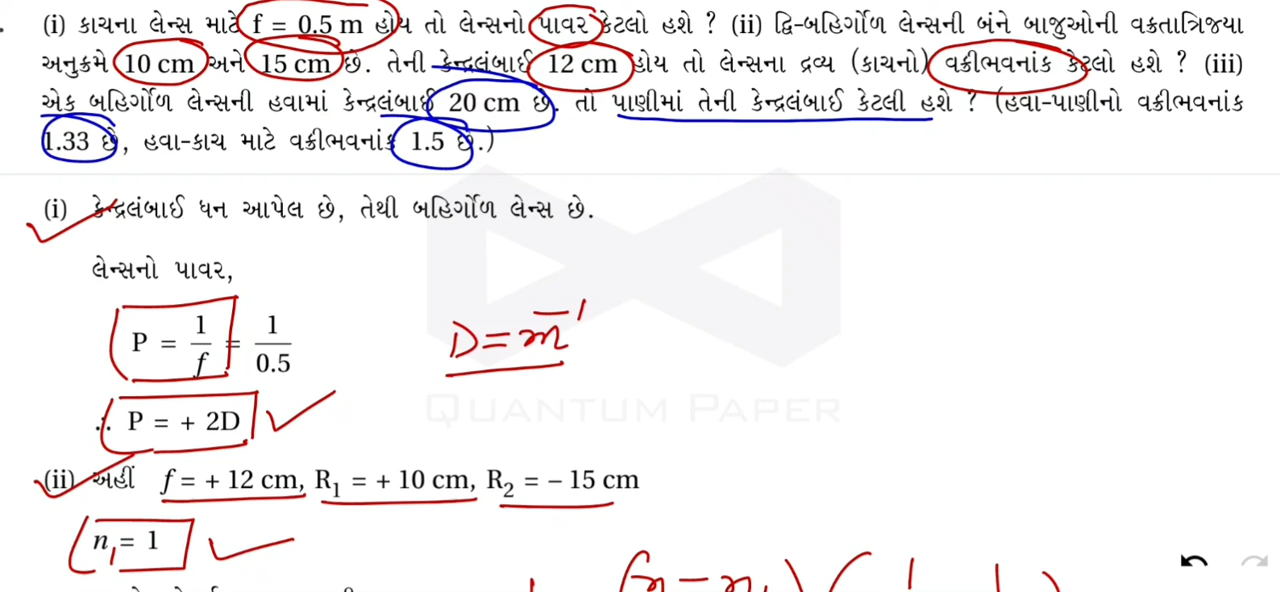 (i) કાચના લેન્સ માટે f = 0.5 m હોય તો લેન્સનો પાવર કેટલો હશે ? (ii) દ્વિ-બહિર્ગોળ લેન્સની બંને બાજુઓની વક્રતાત્રિજ્યા
અનુક્રમે 10 cm અને 15 cm છે. તેની કેન્દ્રલંબાઈ 12 cm હોય તો લેન્સના દ્રવ્ય (કાચનો) વક્રીભવનાંક કેટલો હશે ? (iii)
એક બહિર્ગોળ લેન્સની હવામાં કેન્દ્રલંબાઈ 20 cm છે. તો પાણીમાં તેની કેન્દ્રલંબાઈ કેટલી હશે ? (હવા-પાણીનો વક્રીભવનાંક
1.33 છે, હવા-કાચ માટે વક્રીભવનાંક 1.5 છે.)
(i) કેન્દ્રલંબાઈ ધન આપેલ છે, તેથી બહિર્ગોળ લેન્સ છે.
લેન્સનો પાવર,
P = 1/f = 1/0.5
D = m⁻¹
∴ P = + 2D
QUANTUM PAPER
(ii) અહીં f = + 12 cm, R₁ = + 10 cm, R₂ = – 15 cm
n₁ = 1